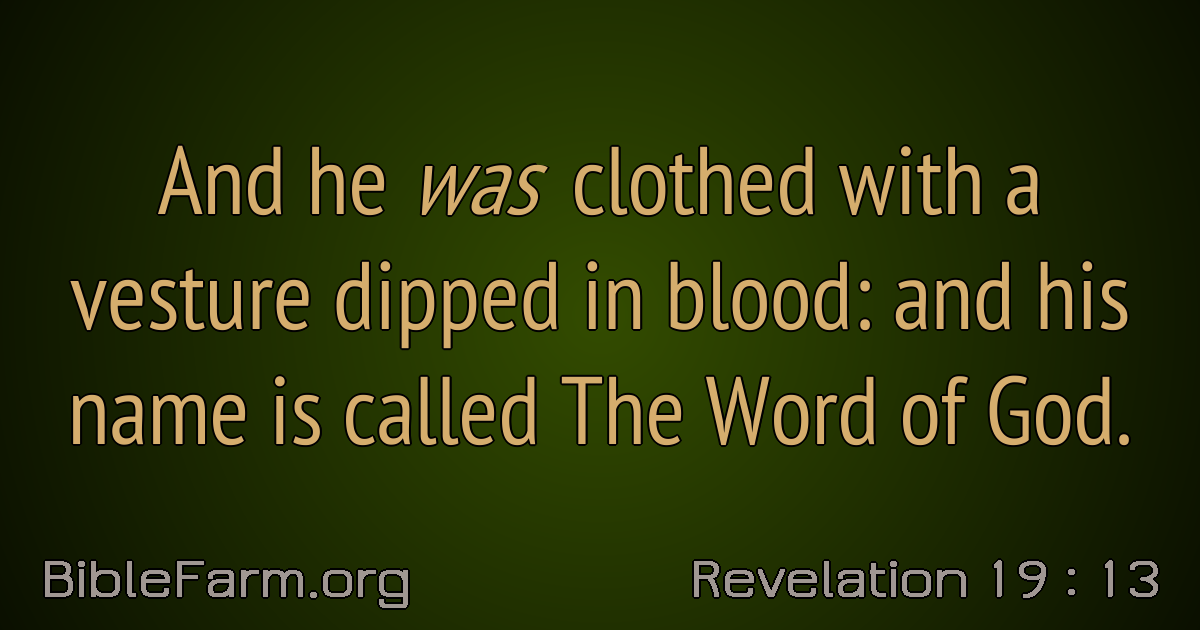 And he was clothed with a
vesture dipped in blood: and his
name is called The Word of God.
BibleFarm.org
Revelation 19 : 13